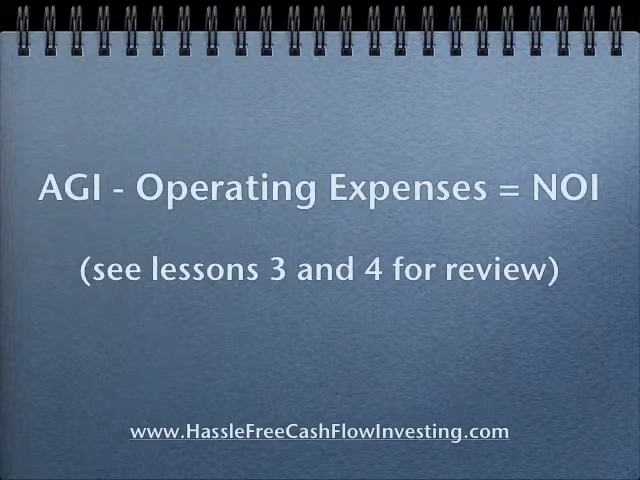 AGI - Operating Expenses = NOI
(see lessons 3 and 4 for review)
www.HassleFreeCashFlowInvesting.com